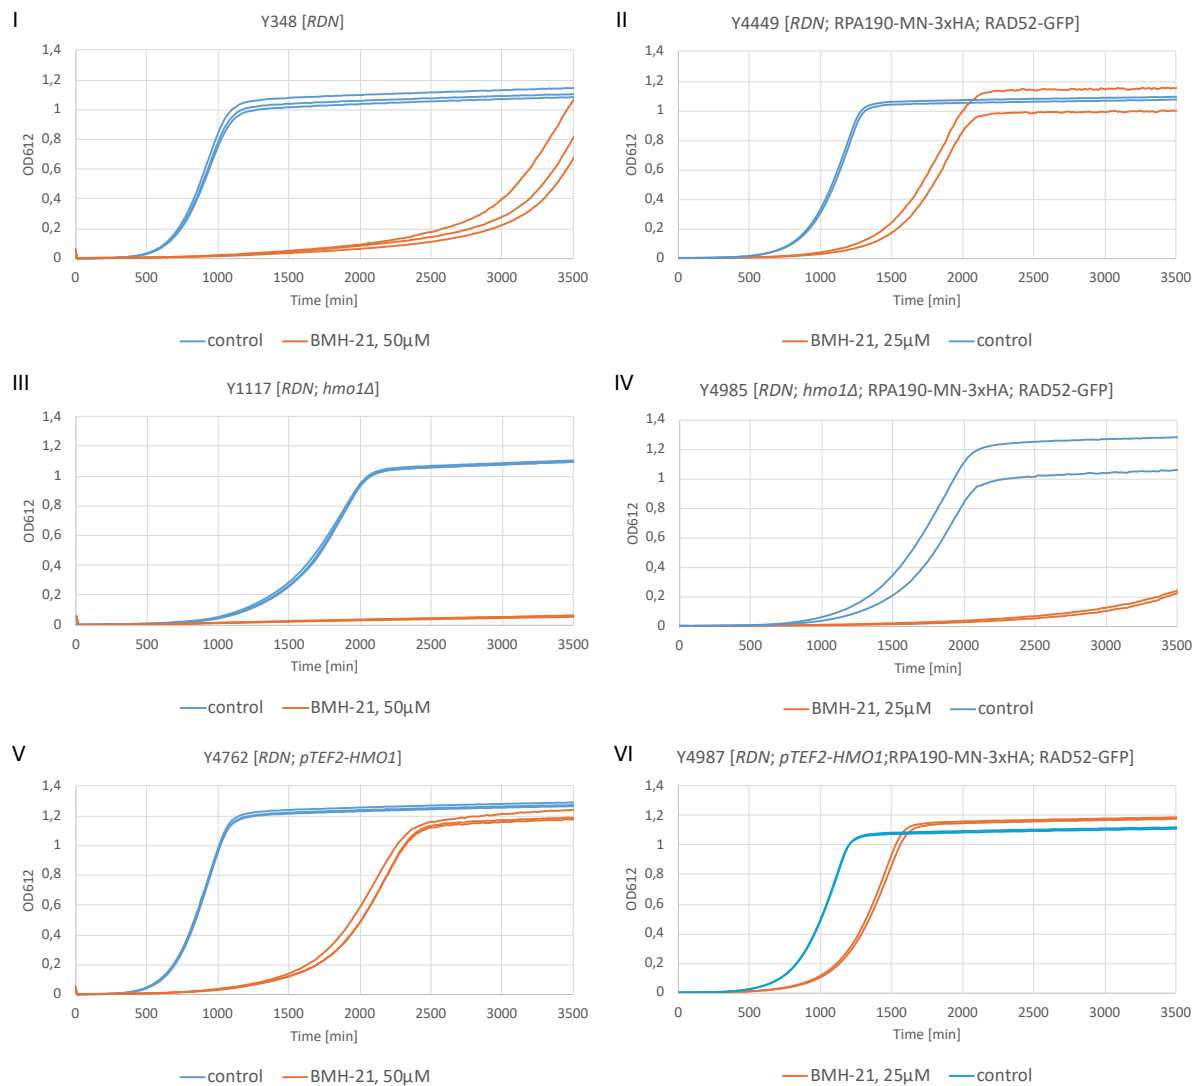 I
Y348 [RDN]
1,4
1,2
1
0,8
0,6
0,4
0,2
0
OD612
0 500 1000 1500 2000 2500 3000 3500
Time [min]
control BMH-21, 50µM
II
Y4449 [RDN; RPA190-MN-3xHA; RAD52-GFP]
1,4
1,2
1
0,8
0,6
0,4
0,2
0
OD612
0 500 1000 1500 2000 2500 3000 3500
Time [min]
BMH-21, 25µM control
III
Y1117 [RDN; hmo1Δ]
1,4
1,2
1
0,8
0,6
0,4
0,2
0
OD612
0 500 1000 1500 2000 2500 3000 3500
Time [min]
control BMH-21, 50µM
IV
Y4985 [RDN; hmo1Δ; RPA190-MN-3xHA; RAD52-GFP]
1,4
1,2
1
0,8
0,6
0,4
0,2
0
OD612
0 500 1000 1500 2000 2500 3000 3500
Time [min]
BMH-21, 25µM control
V
Y4762 [RDN; pTEF2-HMO1]
1,4
1,2
1
0,8
0,6
0,4
0,2
0
OD612
0 500 1000 1500 2000 2500 3000 3500
Time [min]
control BMH-21, 50µM
VI
Y4987 [RDN; pTEF2-HMO1;RPA190-MN-3xHA; RAD52-GFP]
1,4
1,2
1
0,8
0,6
0,4
0,2
0
OD612
0 500 1000 1500 2000 2500 3000 3500
Time [min]
BMH-21, 25µM control